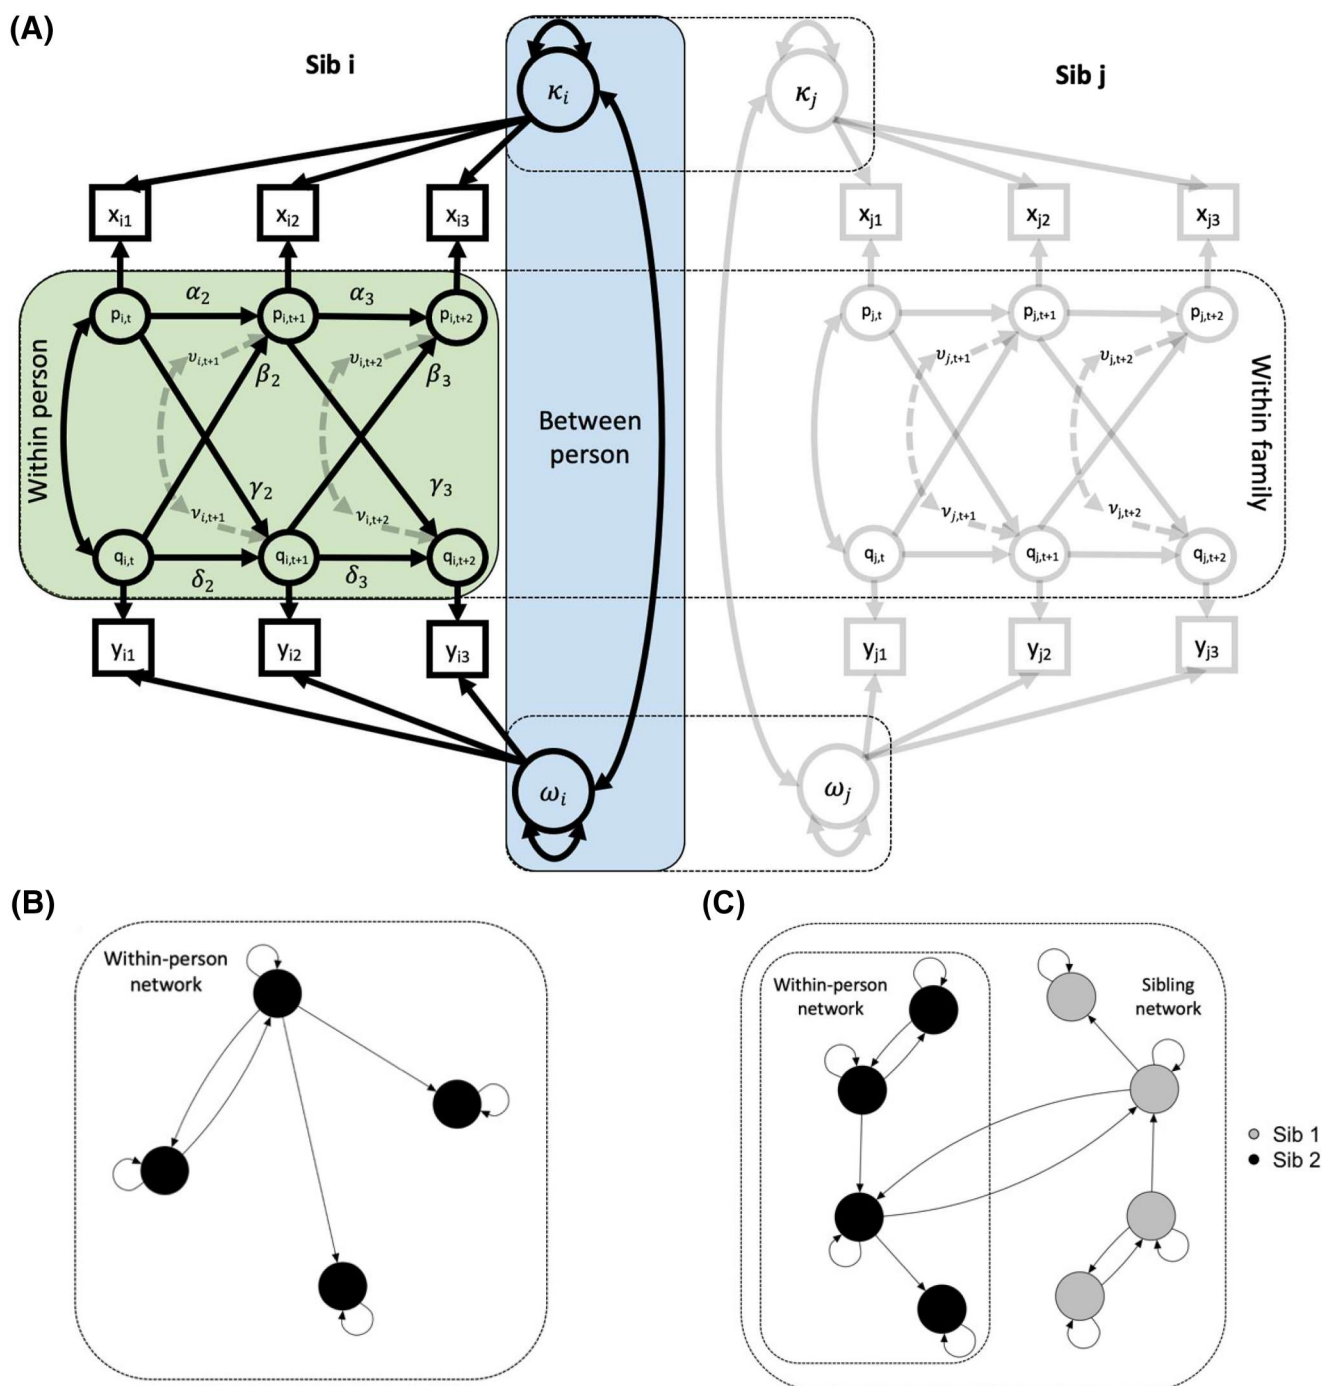 (A)
Sib i
Sib j
κi
κj
xi1
xi2
xi3
xj1
xj2
xj3
Within person
pi,t
α2
pi,t+1
α3
pi,t+2
pj,t
pj,t+1
pj,t+2
υi,t+1
β2
υi,t+2
β3
υj,t+1
υj,t+2
Between
person
Within family
γ2
γ3
νi,t+1
νi,t+2
νj,t+1
νj,t+2
qi,t
δ2
qi,t+1
δ3
qi,t+2
qj,t
qj,t+1
qj,t+2
yi1
yi2
yi3
yj1
yj2
yj3
ωi
ωj
(B)
Within-person
network
(C)
Within-person
network
Sibling
network
Sib 1
Sib 2